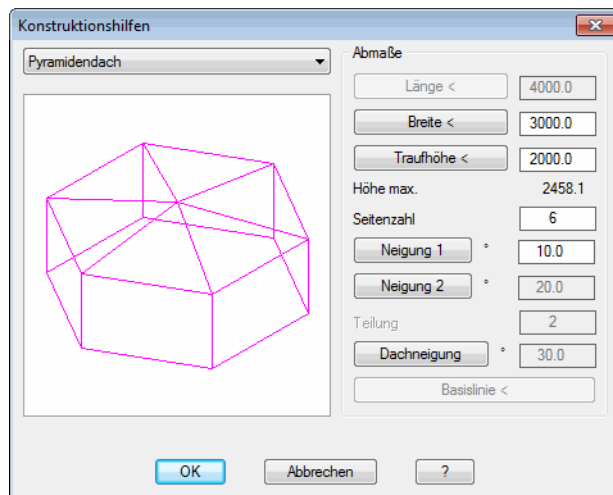 Konstruktionshilfen
Pyramidendach
Abmaße
Länge < 4000.0
Breite < 3000.0
Traufhöhe < 2000.0
Höhe max. 2458.1
Seitenzahl 6
Neigung 1 ° 10.0
Neigung 2 ° 20.0
Teilung 2
Dachneigung ° 30.0
Basislinie <
OK Abbrechen ?